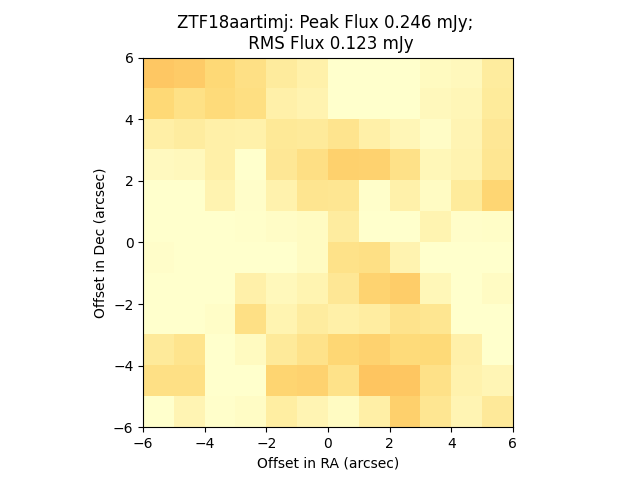 ZTF18aartimj: Peak Flux 0.246 mJy;
RMS Flux 0.123 mJy
6
4
2
0
−2
−4
−6
Offset in Dec (arcsec)
−6 −4 −2 0 2 4 6
Offset in RA (arcsec)